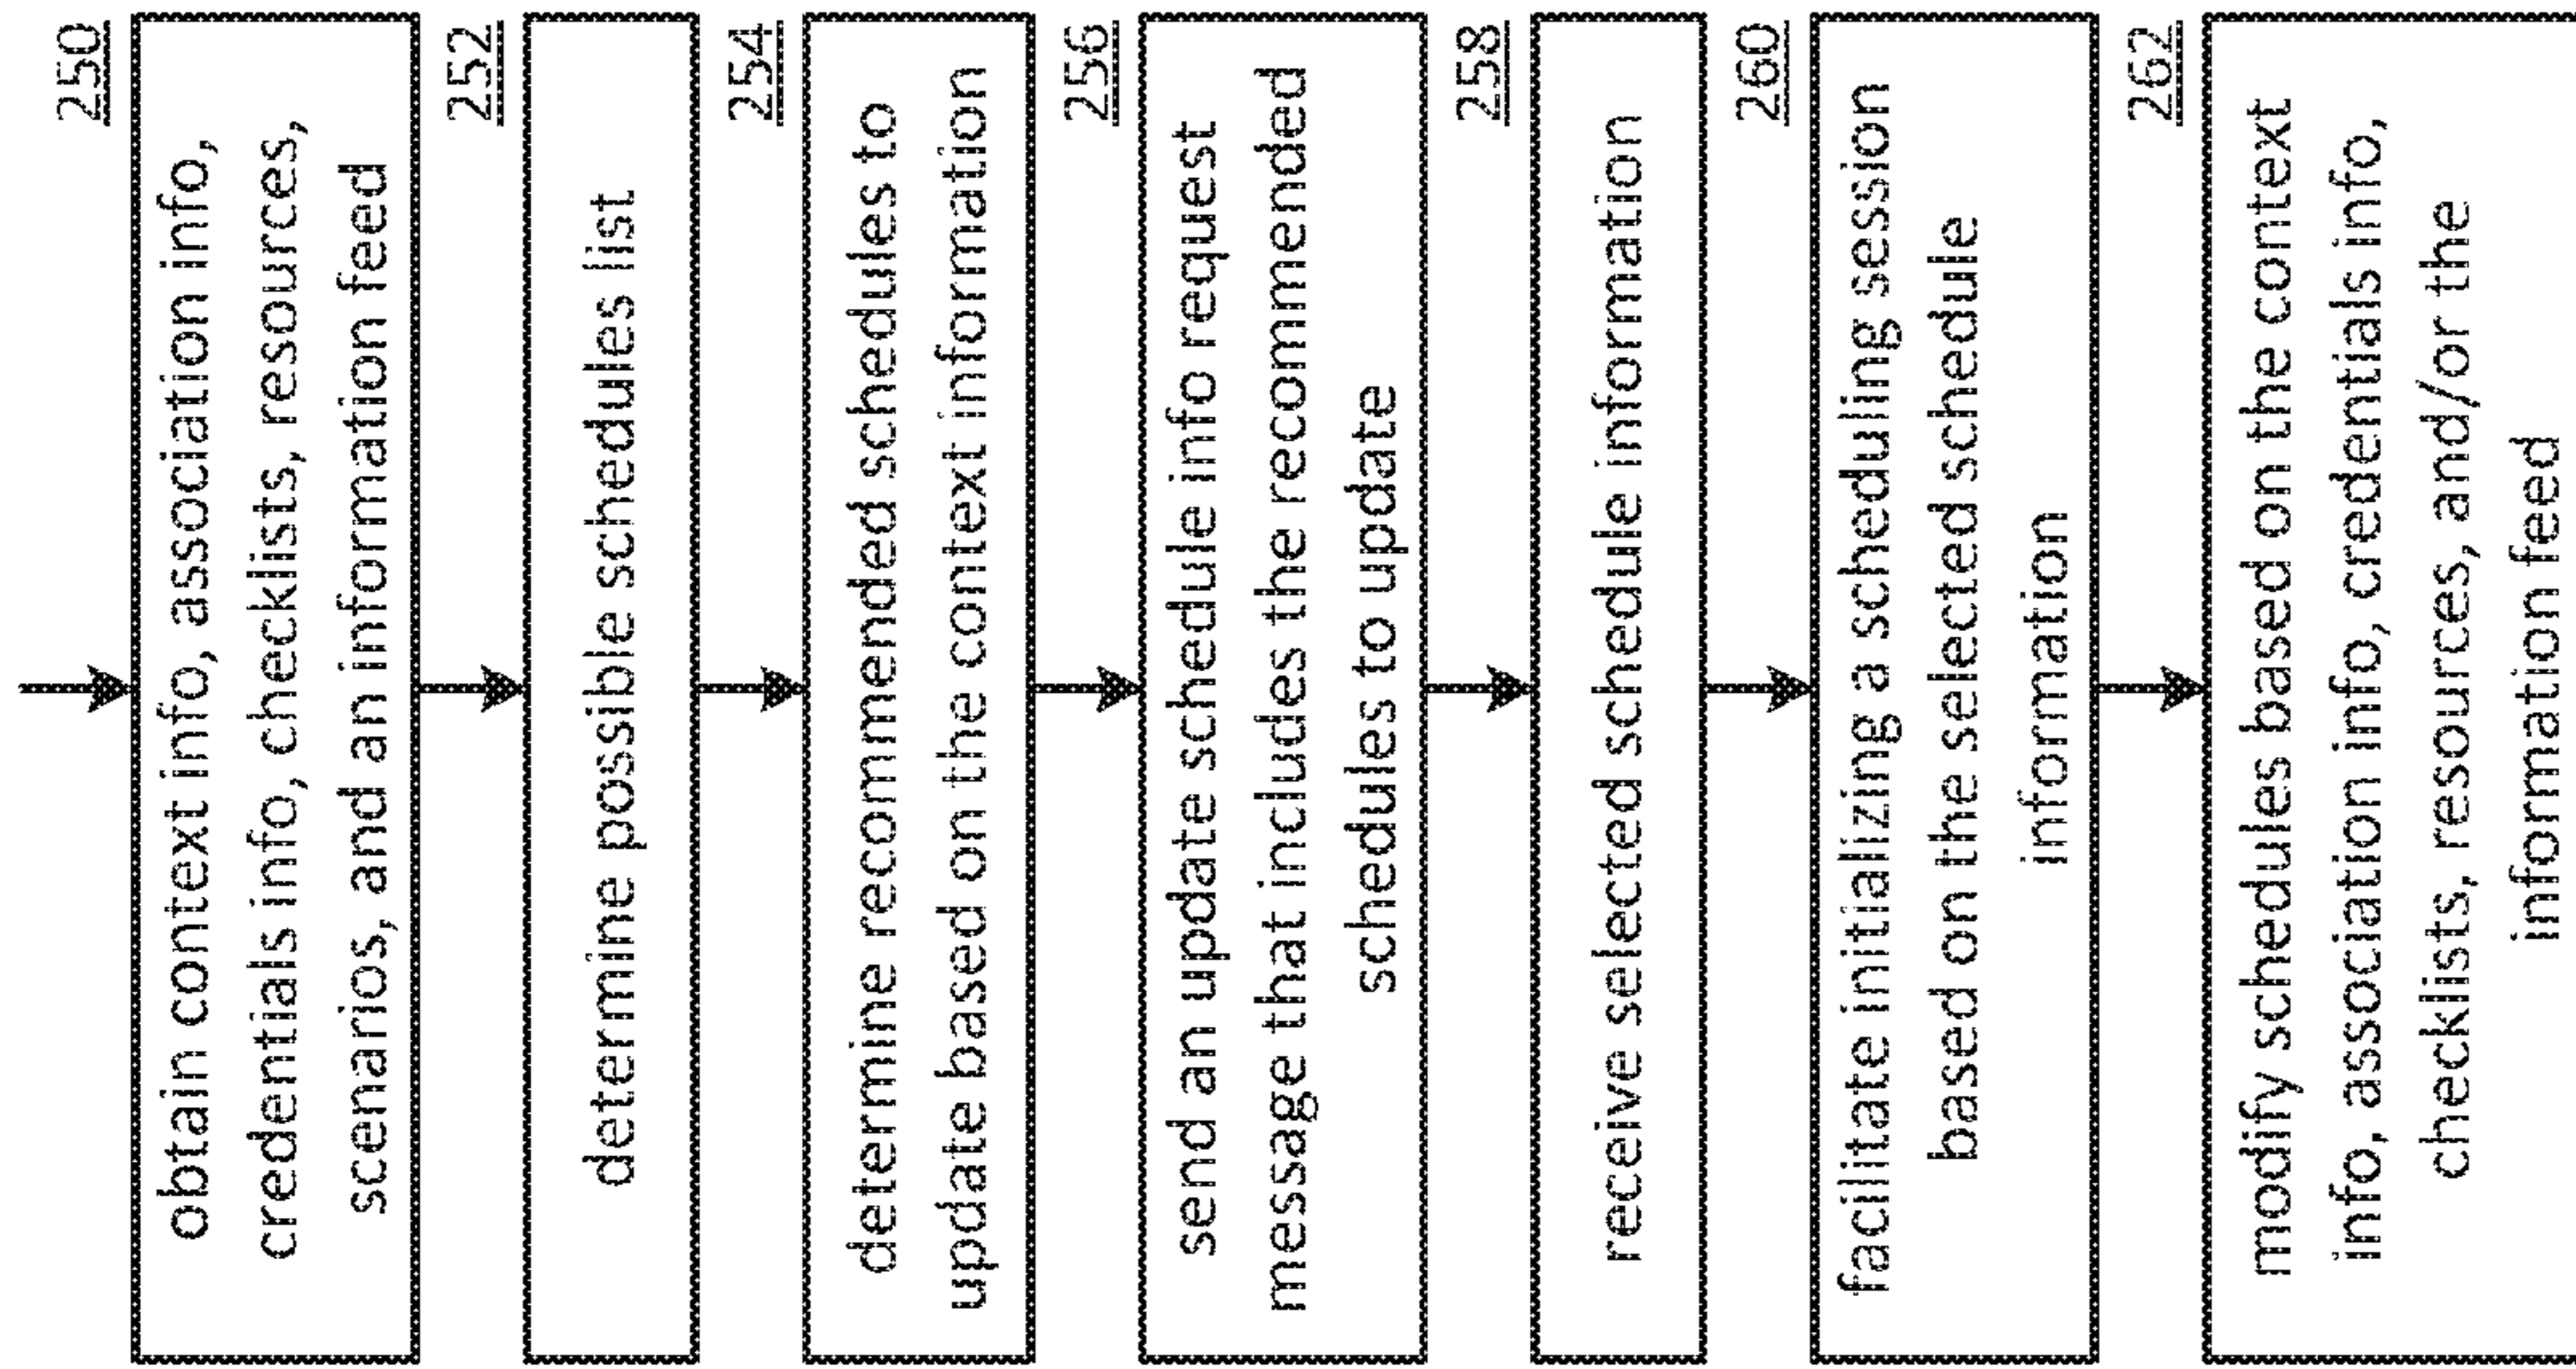 250
obtain context info, association info,
credentials info, checklists, resources,
scenarios, and an information feed
252
determine possible schedules list
254
determine recommended schedules to
update based on the context information
256
send an update schedule info request
message that includes the recommended
schedules to update
258
receive selected schedule information
260
facilitate initializing a scheduling session
based on the selected schedule
information
262
modify schedules based on the context
info, association info, credentials info,
checklists, resources, and/or the
information feed